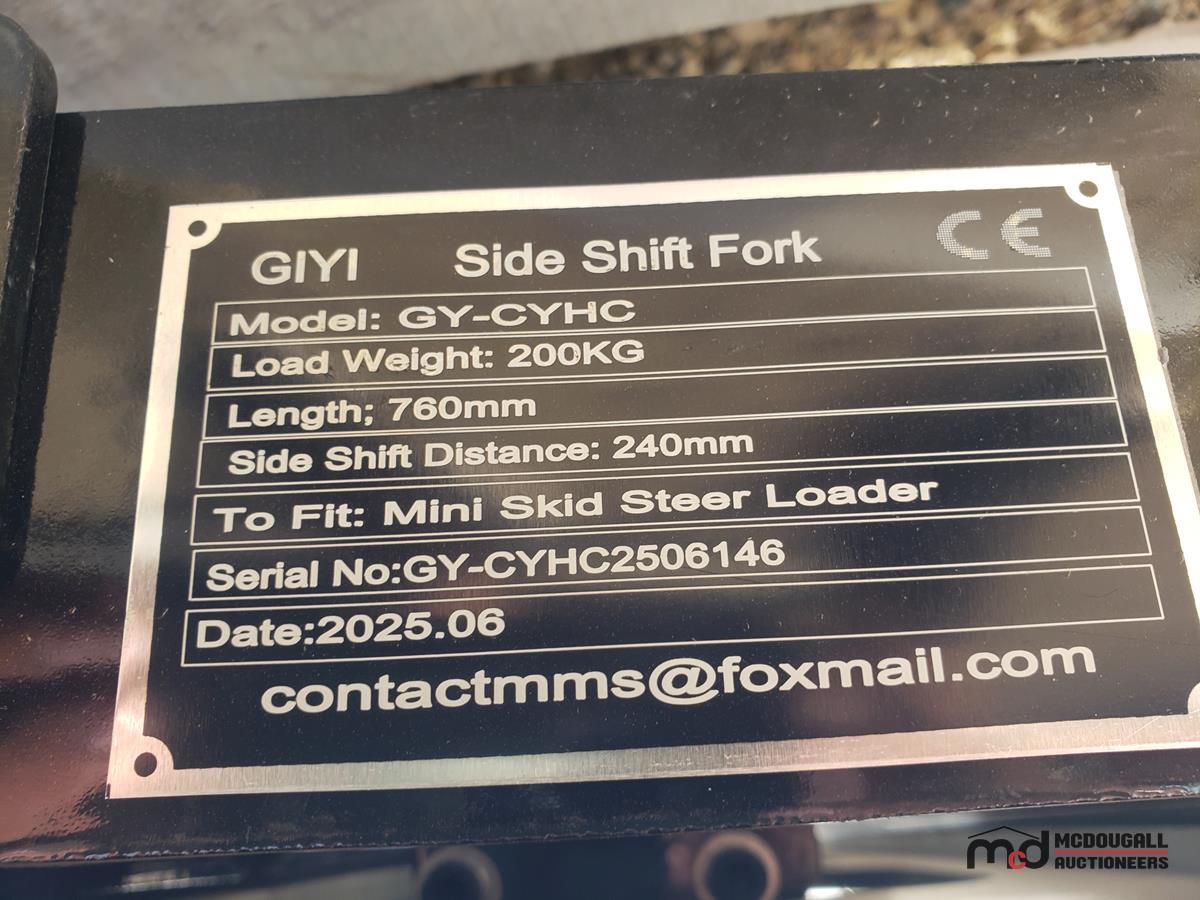 GIYI Side Shift Fork CE
Model: GY-CYHC
Load Weight: 200KG
Length; 760mm
Side Shift Distance: 240mm
To Fit: Mini Skid Steer Loader
Serial No:GY-CYHC2506146
Date:2025.06
contactmms@foxmail.com
mcd MCDOUGALL
AUCTIONEERS